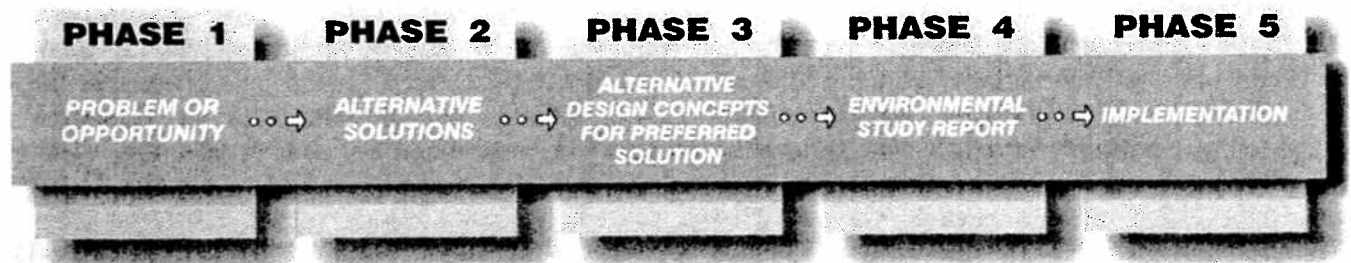 PHASE 1
PHASE 2
PHASE 3
PHASE 4
PHASE 5
PROBLEM OR
OPPORTUNITY
ALTERNATIVE
SOLUTIONS
ALTERNATIVE
DESIGN CONCEPTS
FOR PREFERRED
SOLUTION
ENVIRONMENTAL
STUDY REPORT
IMPLEMENTATION